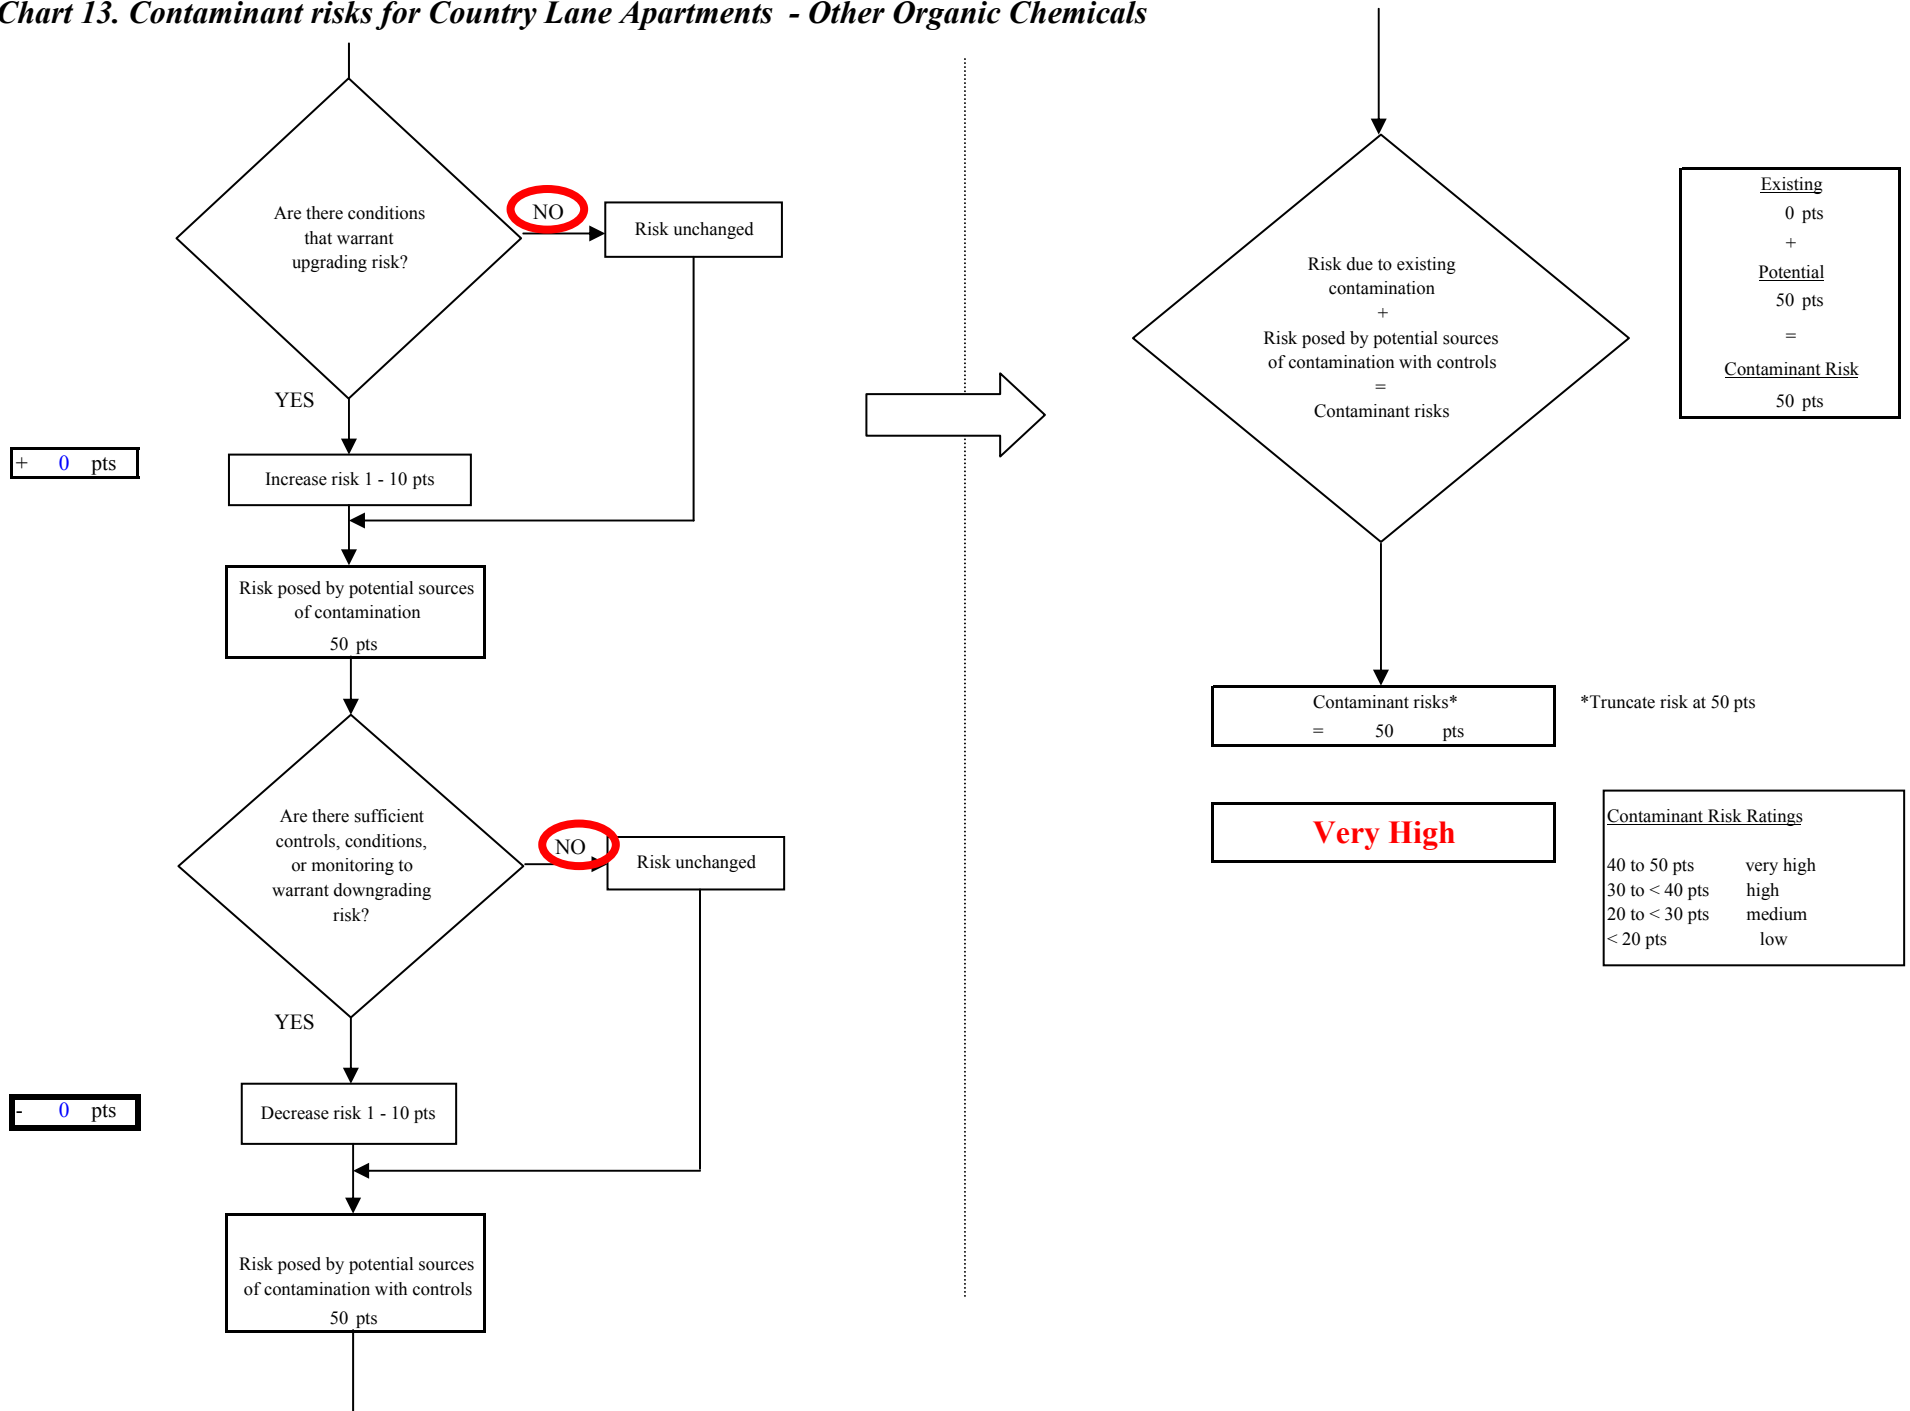 Chart 13. Contaminant risks for Country Lane Apartments - Other Organic Chemicals
Are there conditions
that warrant
upgrading risk?
NO
Risk unchanged
YES
+ 0 pts
Increase risk 1 - 10 pts
Risk posed by potential sources
of contamination
50 pts
Are there sufficient
controls, conditions,
or monitoring to
warrant downgrading
risk?
NO
Risk unchanged
YES
- 0 pts
Decrease risk 1 - 10 pts
Risk posed by potential sources
of contamination with controls
50 pts
Risk due to existing
contamination
+
Risk posed by potential sources
of contamination with controls
=
Contaminant risks
Existing
0 pts
+
Potential
50 pts
=
Contaminant Risk
50 pts
Contaminant risks*
= 50 pts
*Truncate risk at 50 pts
Very High
Contaminant Risk Ratings
40 to 50 pts very high
30 to < 40 pts high
20 to < 30 pts medium
< 20 pts low